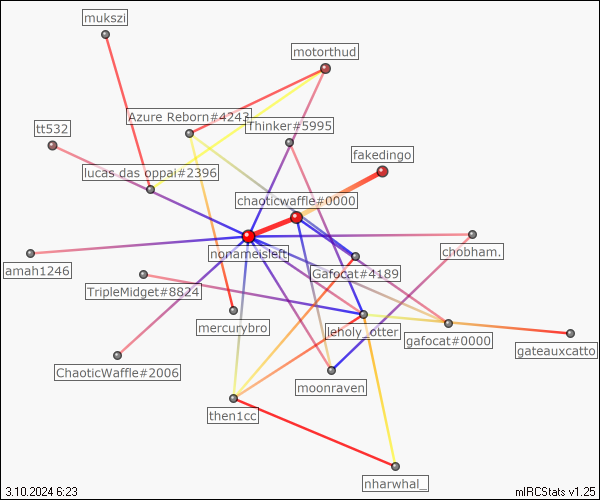 mukszi
motorthud
Azure Reborn#4243
Thinker#5995
tt532
fakedingo
lucas das oppai#2396
chaoticwaffle#0000
nonameisleft
chobham.
amah1246
Gafocat#4189
TripleMidget#8824
mercurybro
leholy_otter
gafocat#0000
gateauxcatto
ChaoticWaffle#2006
moonraven
then1cc
nharwhal_
3.10.2024 6:23
mIRCStats v1.25